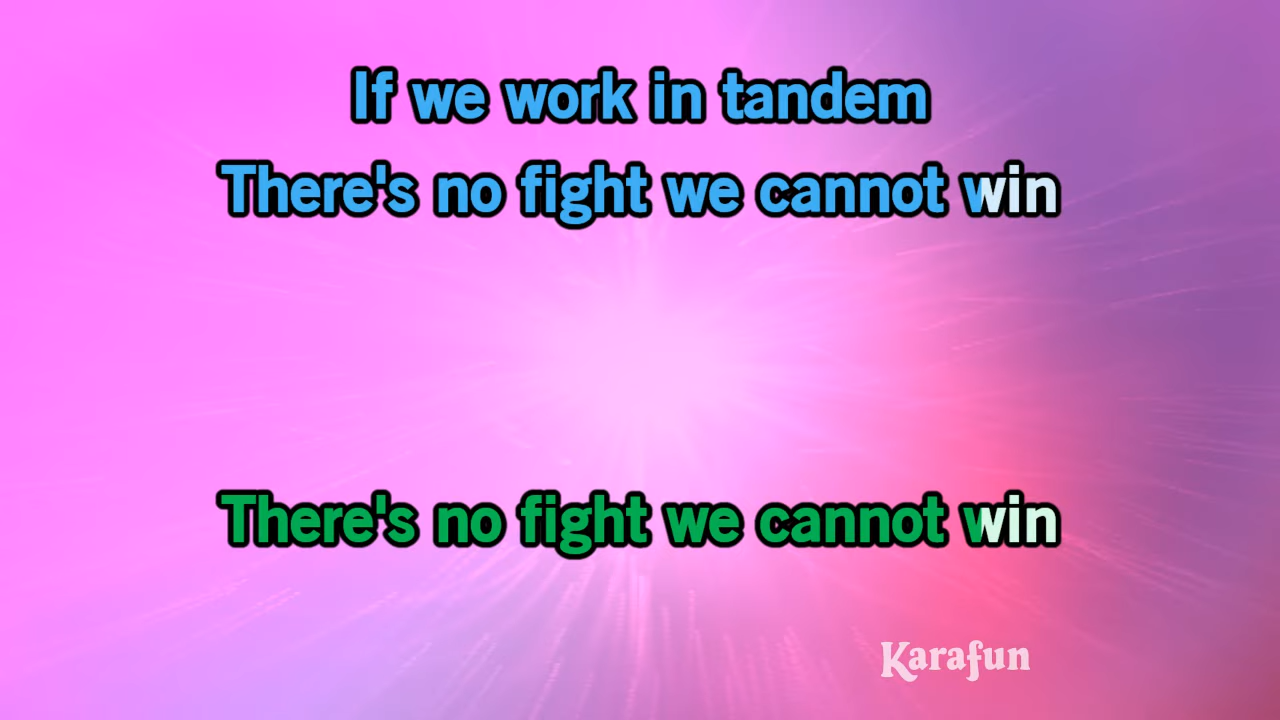 If we work in tandem
There's no fight we cannot win
There's no fight we cannot win
Karafun